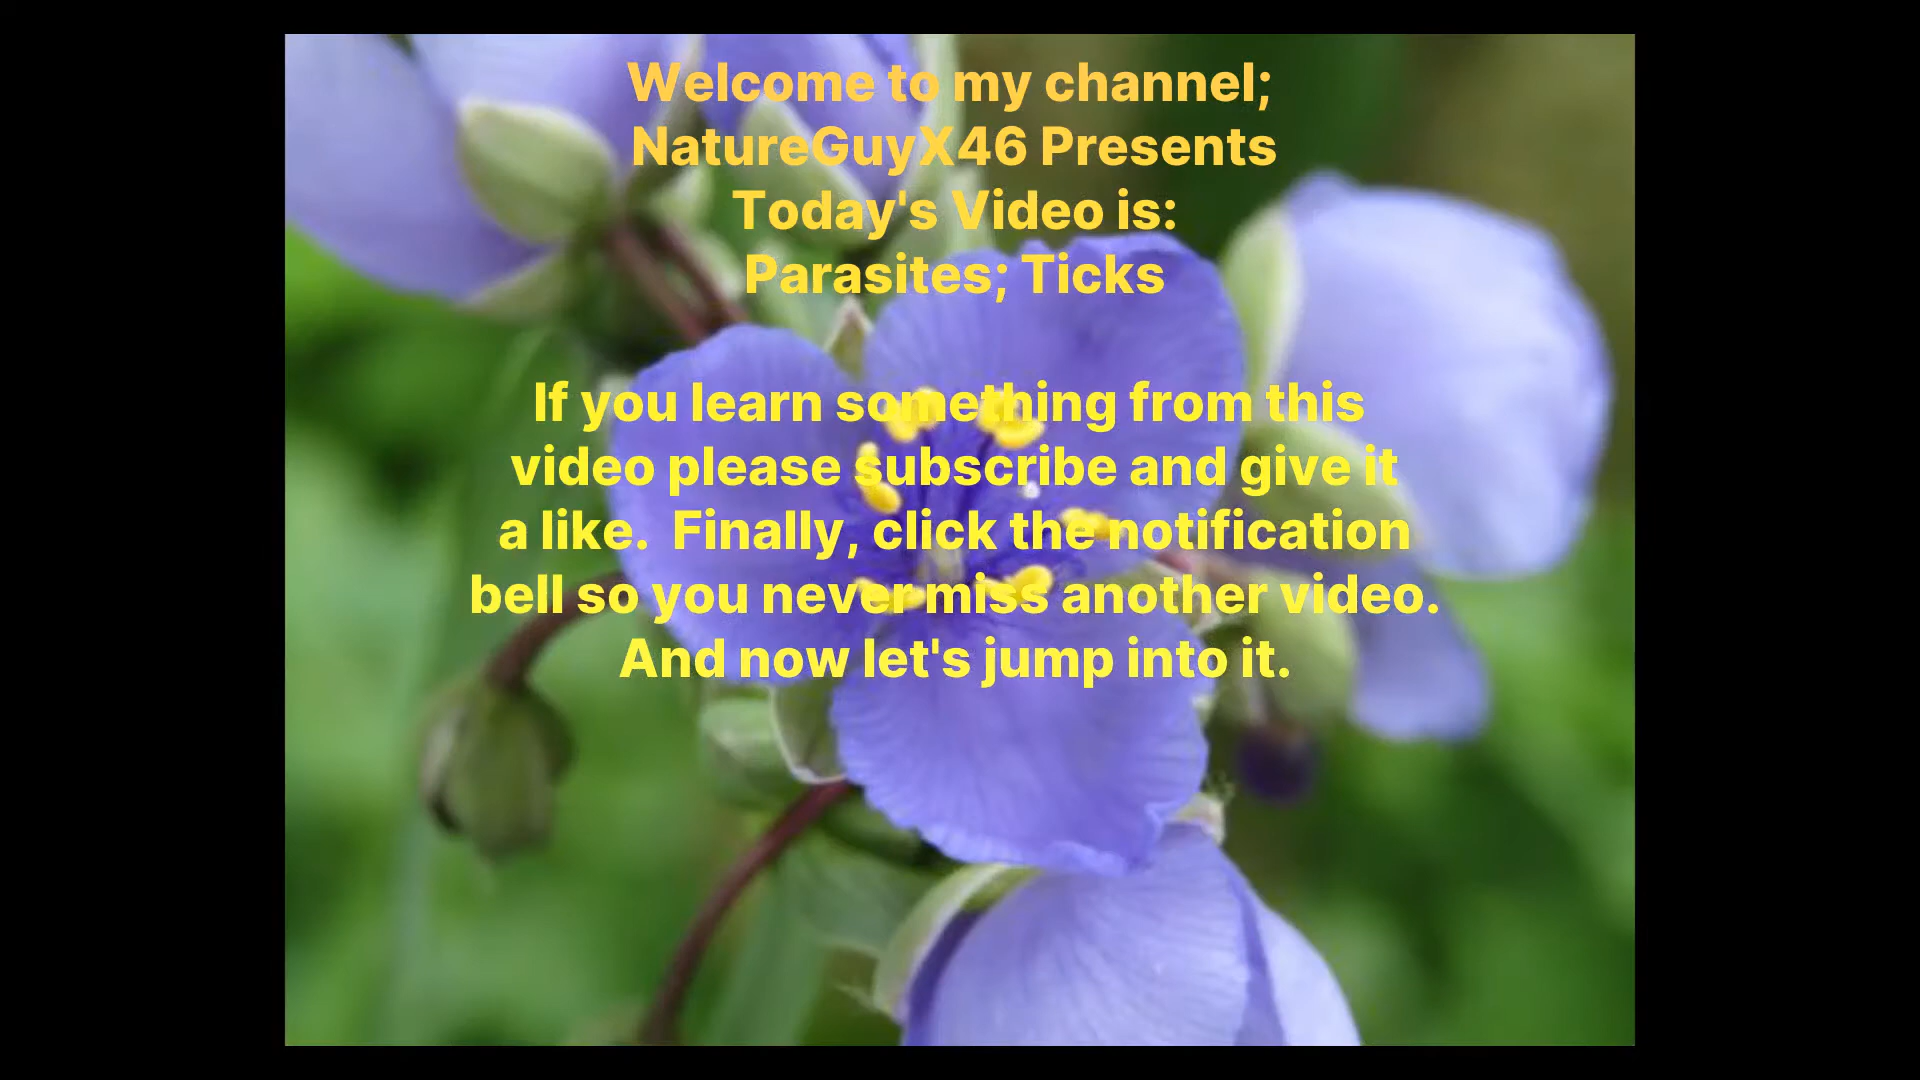 Welcome to my channel;
NatureGuyX46 Presents
Today's Video is:
Parasites; Ticks
If you learn something from this
video please subscribe and give it
a like.  Finally, click the notification
bell so you never miss another video.
And now let's jump into it.